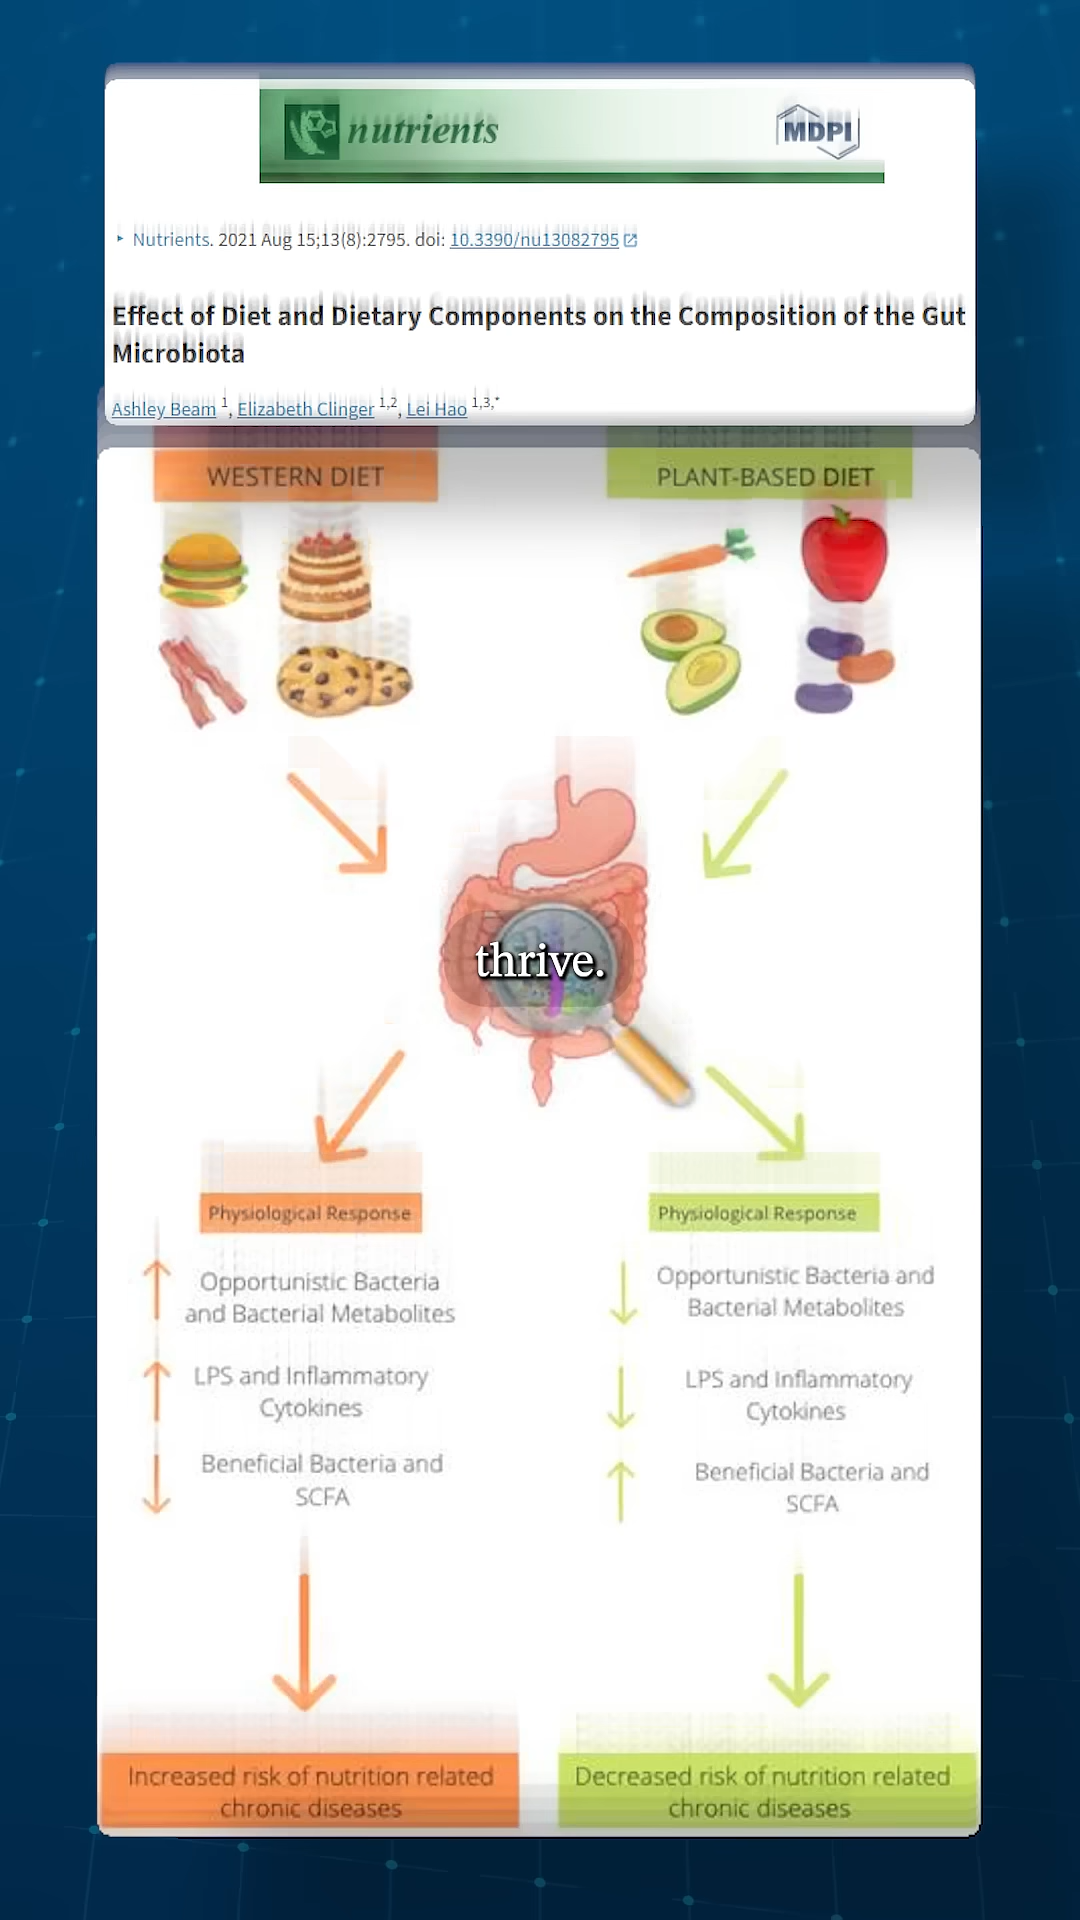 nutrients
MDPI
Nutrients. 2021 Aug 15;13(8):2795. doi: 10.3390/nu13082795
Effect of Diet and Dietary Components on the Composition of the Gut
Microbiota
Ashley Beam 1, Elizabeth Clinger 1,2, Lei Hao 1,3,*
WESTERN DIET
PLANT-BASED DIET
thrive.
Physiological Response
Opportunistic Bacteria
and Bacterial Metabolites
LPS and Inflammatory
Cytokines
Beneficial Bacteria and
SCFA
Physiological Response
Opportunistic Bacteria and
Bacterial Metabolites
LPS and Inflammatory
Cytokines
Beneficial Bacteria and
SCFA
Increased risk of nutrition related
chronic diseases
Decreased risk of nutrition related
chronic diseases